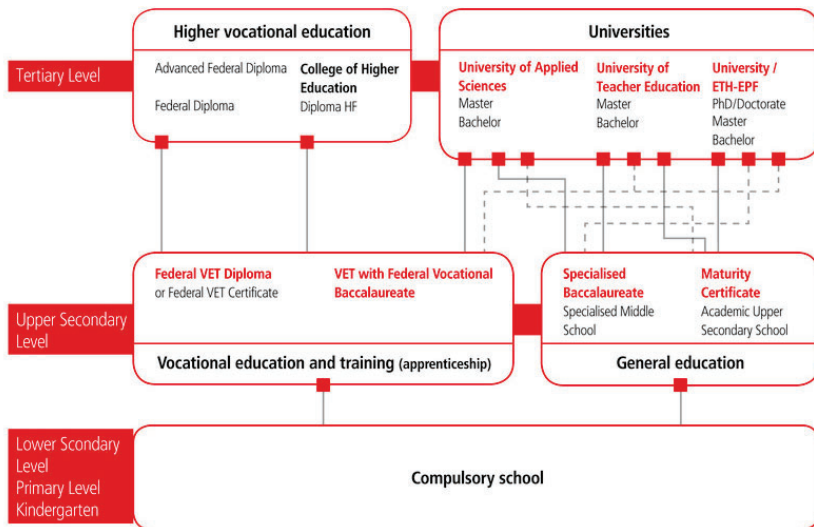 Higher vocational education
Universities
Tertiary Level
Advanced Federal Diploma
Federal Diploma
College of Higher
Education
Diploma HF
University of Applied
Sciences
Master
Bachelor
University of
Teacher Education
Master
Bachelor
University /
ETH-EPF
PhD/Doctorate
Master
Bachelor
Upper Secondary
Level
Federal VET Diploma
or Federal VET Certificate
VET with Federal Vocational
Baccalaureate
Vocational education and training (apprenticeship)
Specialised
Baccalaureate
Specialised Middle
School
Maturity
Certificate
Academic Upper
Secondary School
General education
Lower Scondary
Level
Primary Level
Kindergarten
Compulsory school